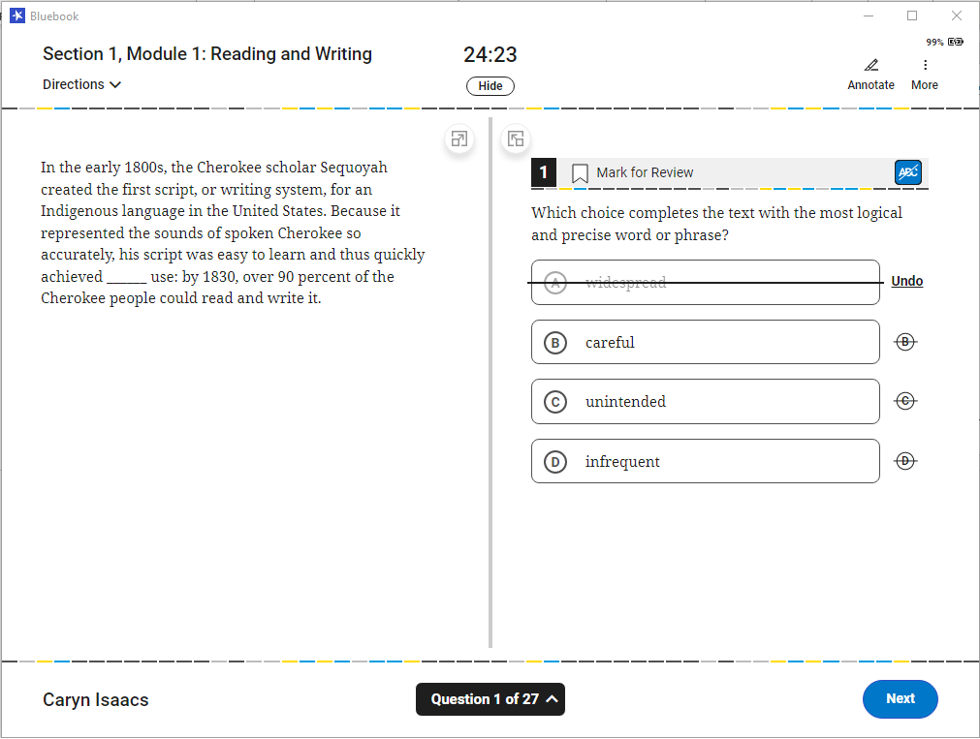 Bluebook
Section 1, Module 1: Reading and Writing
24:23
99%
Directions
Hide
Annotate
More
In the early 1800s, the Cherokee scholar Sequoyah
created the first script, or writing system, for an
Indigenous language in the United States. Because it
represented the sounds of spoken Cherokee so
accurately, his script was easy to learn and thus quickly
achieved ______ use: by 1830, over 90 percent of the
Cherokee people could read and write it.
1
Mark for Review
ABC
Which choice completes the text with the most logical
and precise word or phrase?
A widespread
Undo
B careful
B
C unintended
C
D infrequent
D
Caryn Isaacs
Question 1 of 27
Next